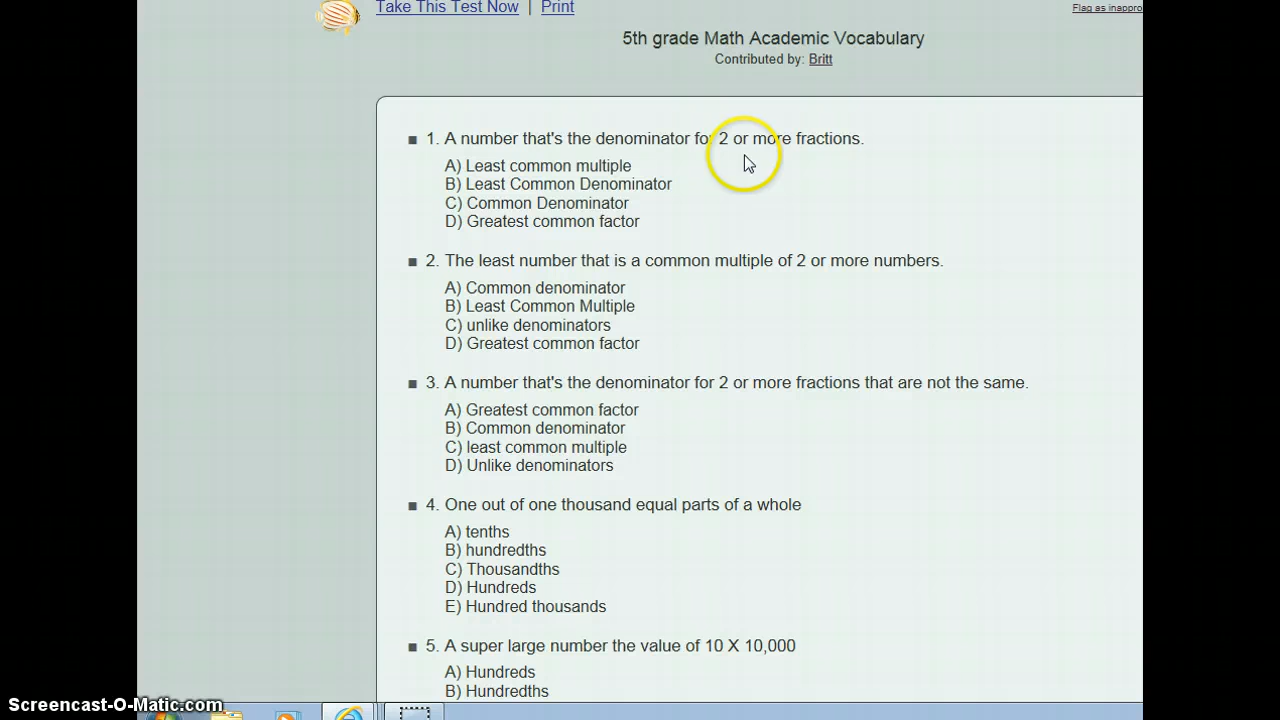 Take This Test Now | Print
Flag as inappro
5th grade Math Academic Vocabulary
Contributed by: Britt
1. A number that's the denominator for 2 or more fractions.
A) Least common multiple
B) Least Common Denominator
C) Common Denominator
D) Greatest common factor
2. The least number that is a common multiple of 2 or more numbers.
A) Common denominator
B) Least Common Multiple
C) unlike denominators
D) Greatest common factor
3. A number that's the denominator for 2 or more fractions that are not the same.
A) Greatest common factor
B) Common denominator
C) least common multiple
D) Unlike denominators
4. One out of one thousand equal parts of a whole
A) tenths
B) hundredths
C) Thousandths
D) Hundreds
E) Hundred thousands
5. A super large number the value of 10 X 10,000
A) Hundreds
B) Hundredths
Screencast-O-Matic.com